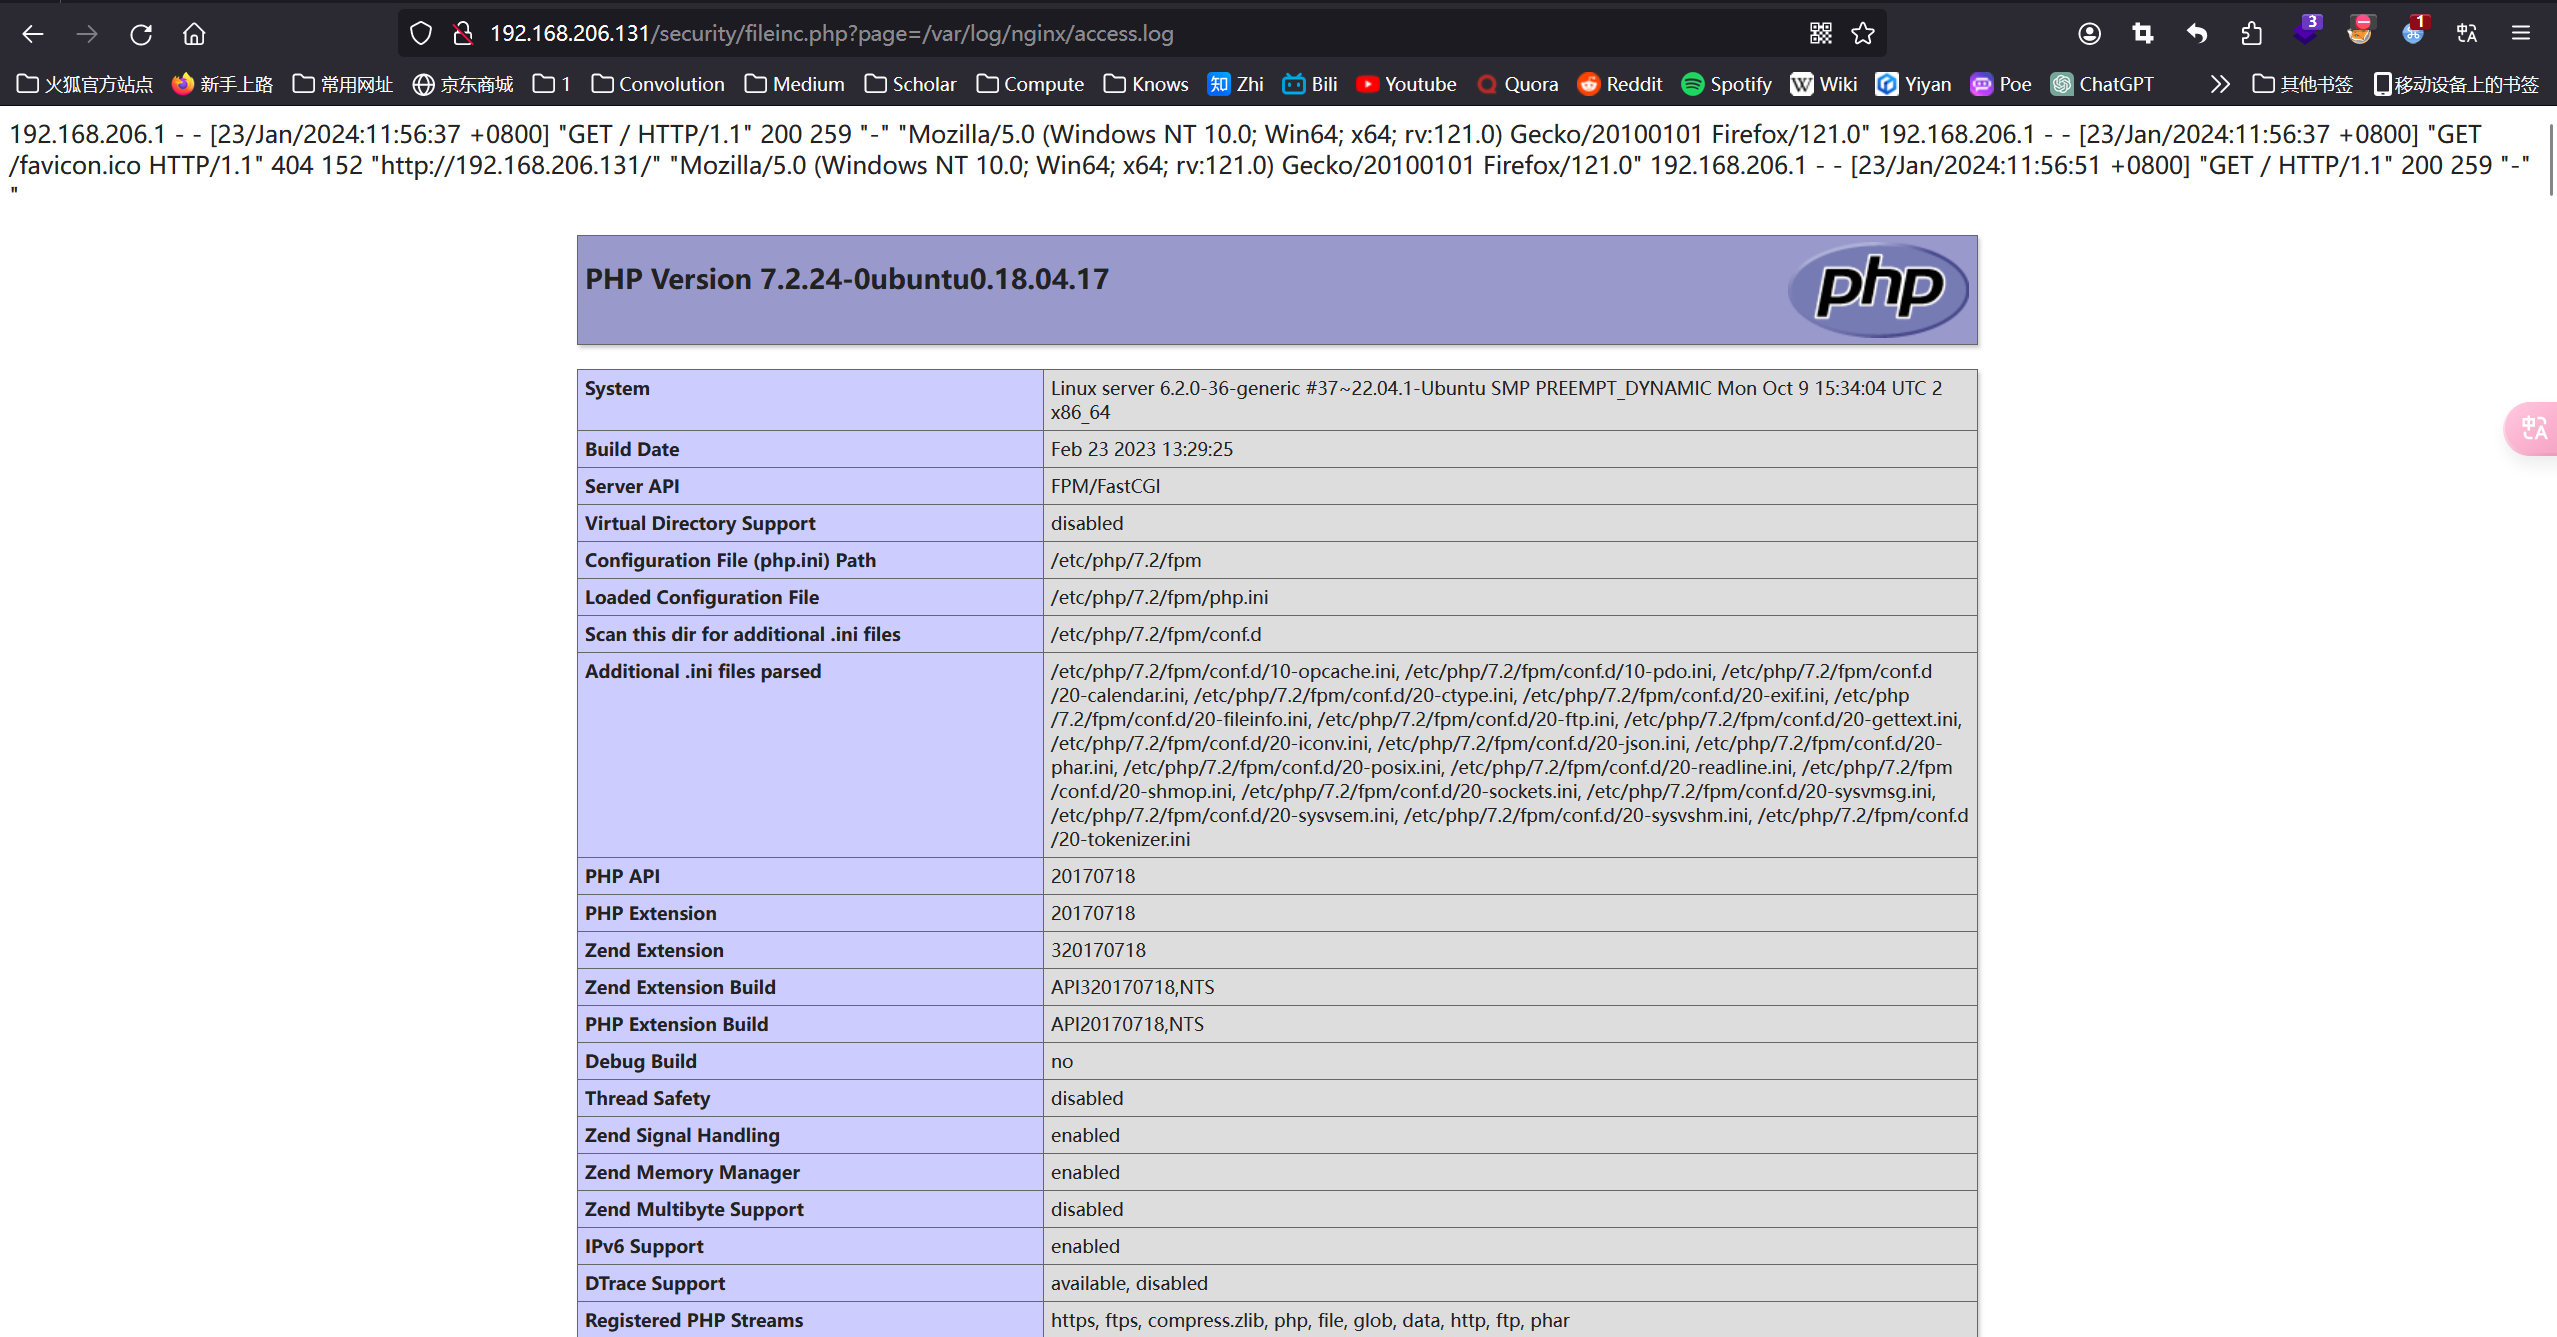 192.168.206.131/security/fileinc.php?page=/var/log/nginx/access.log
3
1
火狐官方站点 新手上路 常用网址 京东商城 1 Convolution Medium Scholar Compute Knows 知 Zhi Bili Youtube Quora Reddit Spotify W Wiki Yiyan Poe ChatGPT 其他书签 移动设备上的书签
192.168.206.1 - - [23/Jan/2024:11:56:37 +0800] "GET / HTTP/1.1" 200 259 "-" "Mozilla/5.0 (Windows NT 10.0; Win64; x64; rv:121.0) Gecko/20100101 Firefox/121.0" 192.168.206.1 - - [23/Jan/2024:11:56:37 +0800] "GET
/favicon.ico HTTP/1.1" 404 152 "http://192.168.206.131/" "Mozilla/5.0 (Windows NT 10.0; Win64; x64; rv:121.0) Gecko/20100101 Firefox/121.0" 192.168.206.1 - - [23/Jan/2024:11:56:51 +0800] "GET / HTTP/1.1" 200 259 "-"
"
PHP Version 7.2.24-0ubuntu0.18.04.17
php
System Linux server 6.2.0-36-generic #37~22.04.1-Ubuntu SMP PREEMPT_DYNAMIC Mon Oct 9 15:34:04 UTC 2
x86_64
Build Date Feb 23 2023 13:29:25
Server API FPM/FastCGI
Virtual Directory Support disabled
Configuration File (php.ini) Path /etc/php/7.2/fpm
Loaded Configuration File /etc/php/7.2/fpm/php.ini
Scan this dir for additional .ini files /etc/php/7.2/fpm/conf.d
Additional .ini files parsed /etc/php/7.2/fpm/conf.d/10-opcache.ini, /etc/php/7.2/fpm/conf.d/10-pdo.ini, /etc/php/7.2/fpm/conf.d
/20-calendar.ini, /etc/php/7.2/fpm/conf.d/20-ctype.ini, /etc/php/7.2/fpm/conf.d/20-exif.ini, /etc/php
/7.2/fpm/conf.d/20-fileinfo.ini, /etc/php/7.2/fpm/conf.d/20-ftp.ini, /etc/php/7.2/fpm/conf.d/20-gettext.ini,
/etc/php/7.2/fpm/conf.d/20-iconv.ini, /etc/php/7.2/fpm/conf.d/20-json.ini, /etc/php/7.2/fpm/conf.d/20-
phar.ini, /etc/php/7.2/fpm/conf.d/20-posix.ini, /etc/php/7.2/fpm/conf.d/20-readline.ini, /etc/php/7.2/fpm
/conf.d/20-shmop.ini, /etc/php/7.2/fpm/conf.d/20-sockets.ini, /etc/php/7.2/fpm/conf.d/20-sysvmsg.ini,
/etc/php/7.2/fpm/conf.d/20-sysvsem.ini, /etc/php/7.2/fpm/conf.d/20-sysvshm.ini, /etc/php/7.2/fpm/conf.d
/20-tokenizer.ini
PHP API 20170718
PHP Extension 20170718
Zend Extension 320170718
Zend Extension Build API320170718,NTS
PHP Extension Build API20170718,NTS
Debug Build no
Thread Safety disabled
Zend Signal Handling enabled
Zend Memory Manager enabled
Zend Multibyte Support disabled
IPv6 Support enabled
DTrace Support available, disabled
Registered PHP Streams https, ftps, compress.zlib, php, file, glob, data, http, ftp, phar